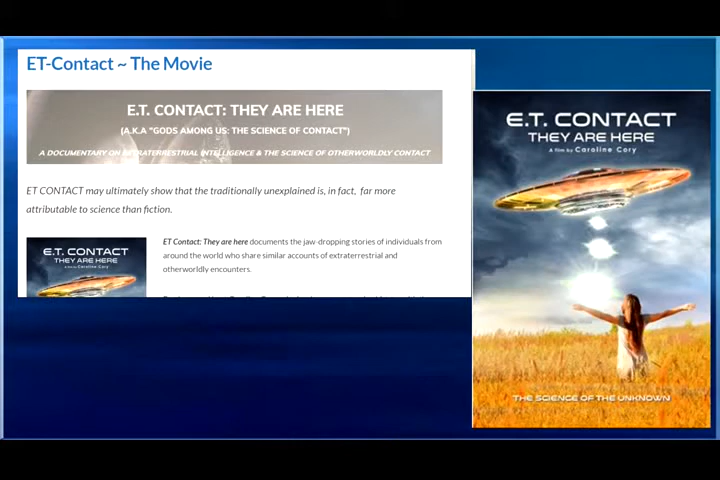 ET-Contact ~ The Movie
E.T. CONTACT: THEY ARE HERE
(A.K.A "GODS AMONG US: THE SCIENCE OF CONTACT")
A DOCUMENTARY ON EXTRATERRESTRIAL INTELLIGENCE & THE SCIENCE OF OTHERWORLDLY CONTACT
ET CONTACT may ultimately show that the traditionally unexplained is, in fact, far more
attributable to science than fiction.
E.T. CONTACT
THEY ARE HERE
ET Contact: They are here documents the jaw-dropping stories of individuals from
around the world who share similar accounts of extraterrestrial and
otherworldly encounters.
E.T. CONTACT
THEY ARE HERE
A film by Caroline Cory
THE SCIENCE OF THE UNKNOWN